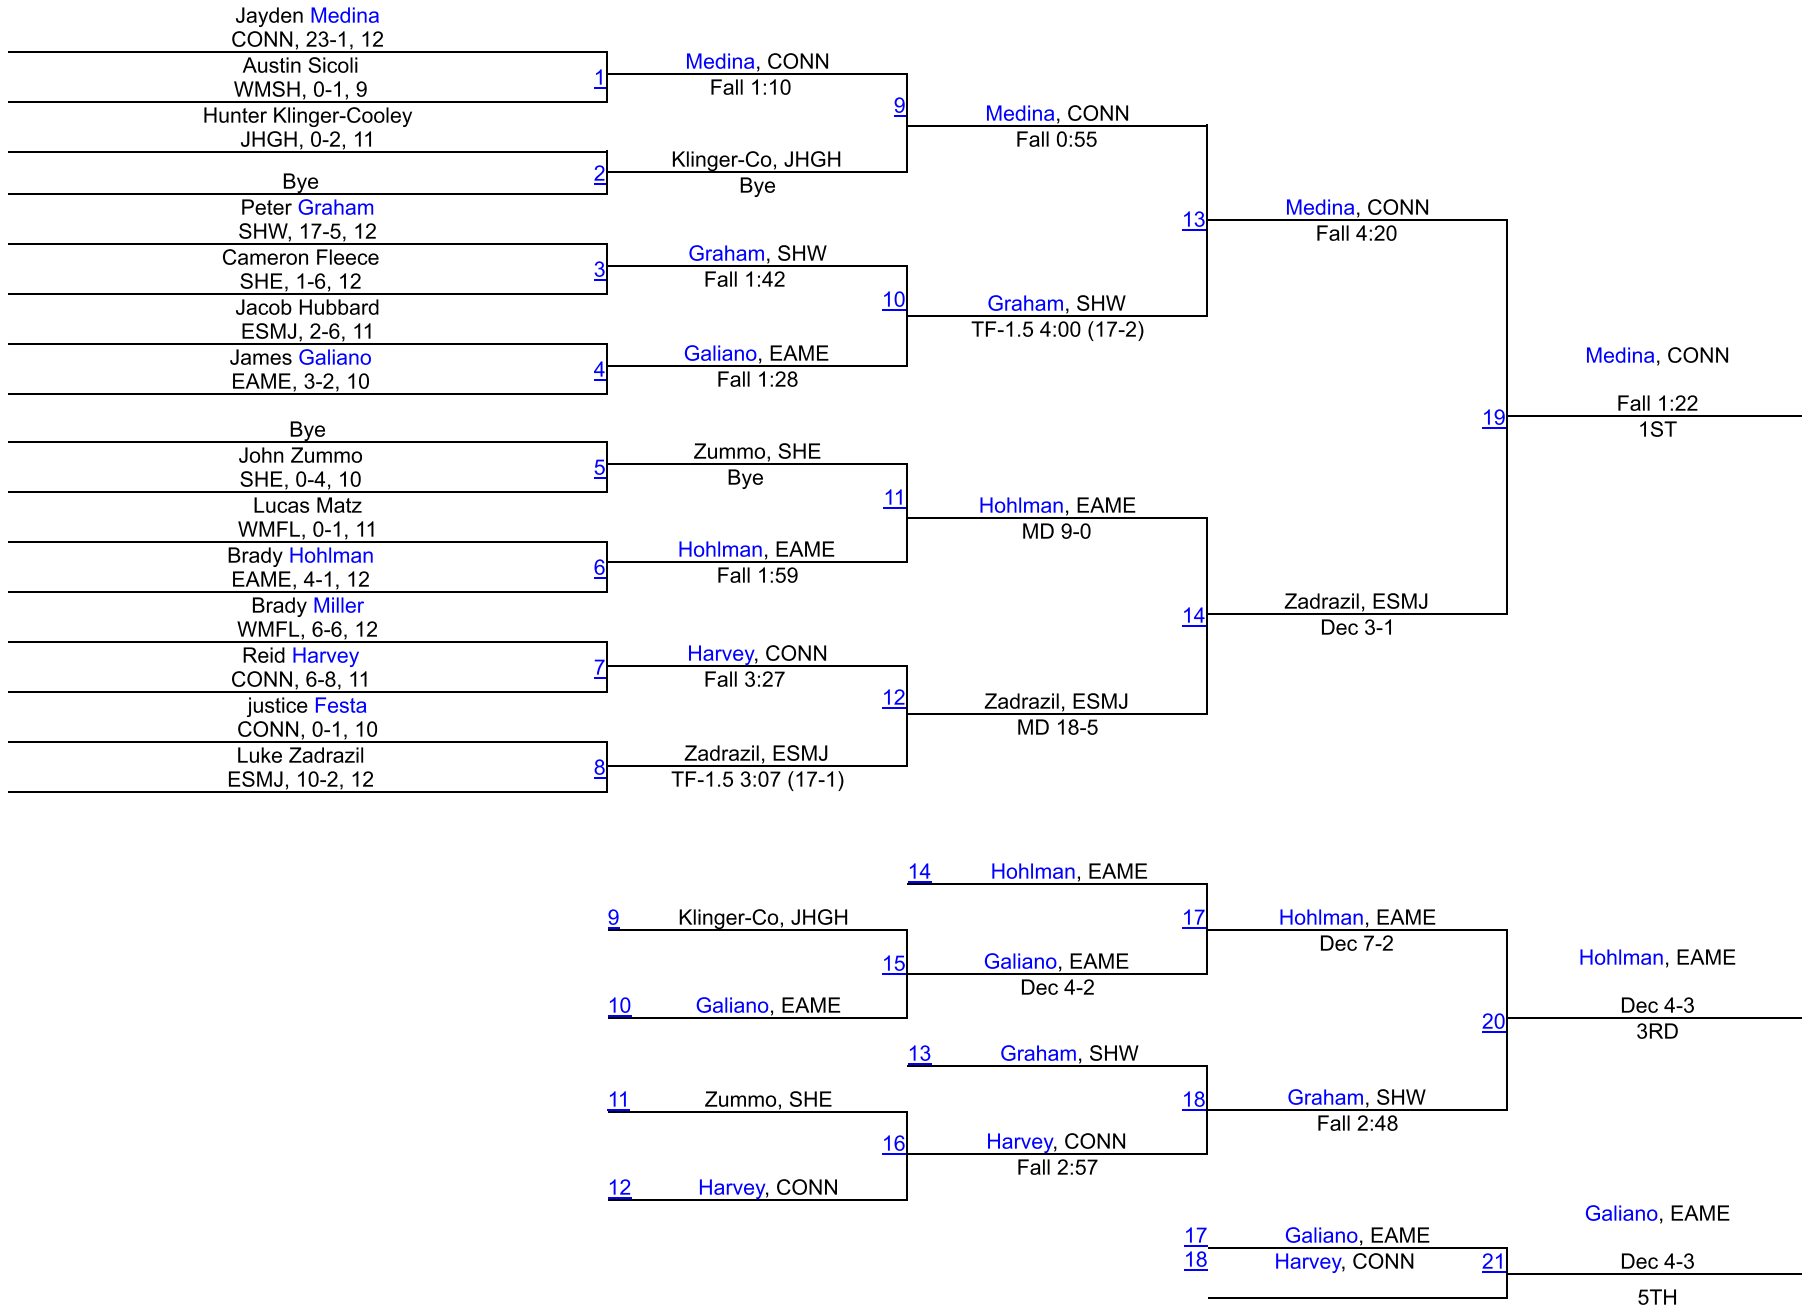 Jayden Medina
CONN, 23-1, 12
Austin Sicoli
WMSH, 0-1, 9
Hunter Klinger-Cooley
JHGH, 0-2, 11
Bye
Peter Graham
SHW, 17-5, 12
Cameron Fleece
SHE, 1-6, 12
Jacob Hubbard
ESMJ, 2-6, 11
James Galiano
EAME, 3-2, 10
Bye
John Zummo
SHE, 0-4, 10
Lucas Matz
WMFL, 0-1, 11
Brady Hohlman
EAME, 4-1, 12
Brady Miller
WMFL, 6-6, 12
Reid Harvey
CONN, 6-8, 11
justice Festa
CONN, 0-1, 10
Luke Zadrazil
ESMJ, 10-2, 12
1
Medina, CONN
Fall 1:10
2
Klinger-Co, JHGH
Bye
3
Graham, SHW
Fall 1:42
4
Galiano, EAME
Fall 1:28
5
Zummo, SHE
Bye
6
Hohlman, EAME
Fall 1:59
7
Harvey, CONN
Fall 3:27
8
Zadrazil, ESMJ
TF-1.5 3:07 (17-1)
9
Medina, CONN
Fall 0:55
10
Graham, SHW
TF-1.5 4:00 (17-2)
11
Hohlman, EAME
MD 9-0
12
Zadrazil, ESMJ
MD 18-5
13
Medina, CONN
Fall 4:20
14
Zadrazil, ESMJ
Dec 3-1
19
Medina, CONN
Fall 1:22
1ST
9
Klinger-Co, JHGH
10
Galiano, EAME
11
Zummo, SHE
12
Harvey, CONN
14
Hohlman, EAME
15
Galiano, EAME
Dec 4-2
13
Graham, SHW
16
Harvey, CONN
Fall 2:57
17
Hohlman, EAME
Dec 7-2
18
Graham, SHW
Fall 2:48
20
Hohlman, EAME
Dec 4-3
3RD
17
Galiano, EAME
18
Harvey, CONN
21
Galiano, EAME
Dec 4-3
5TH